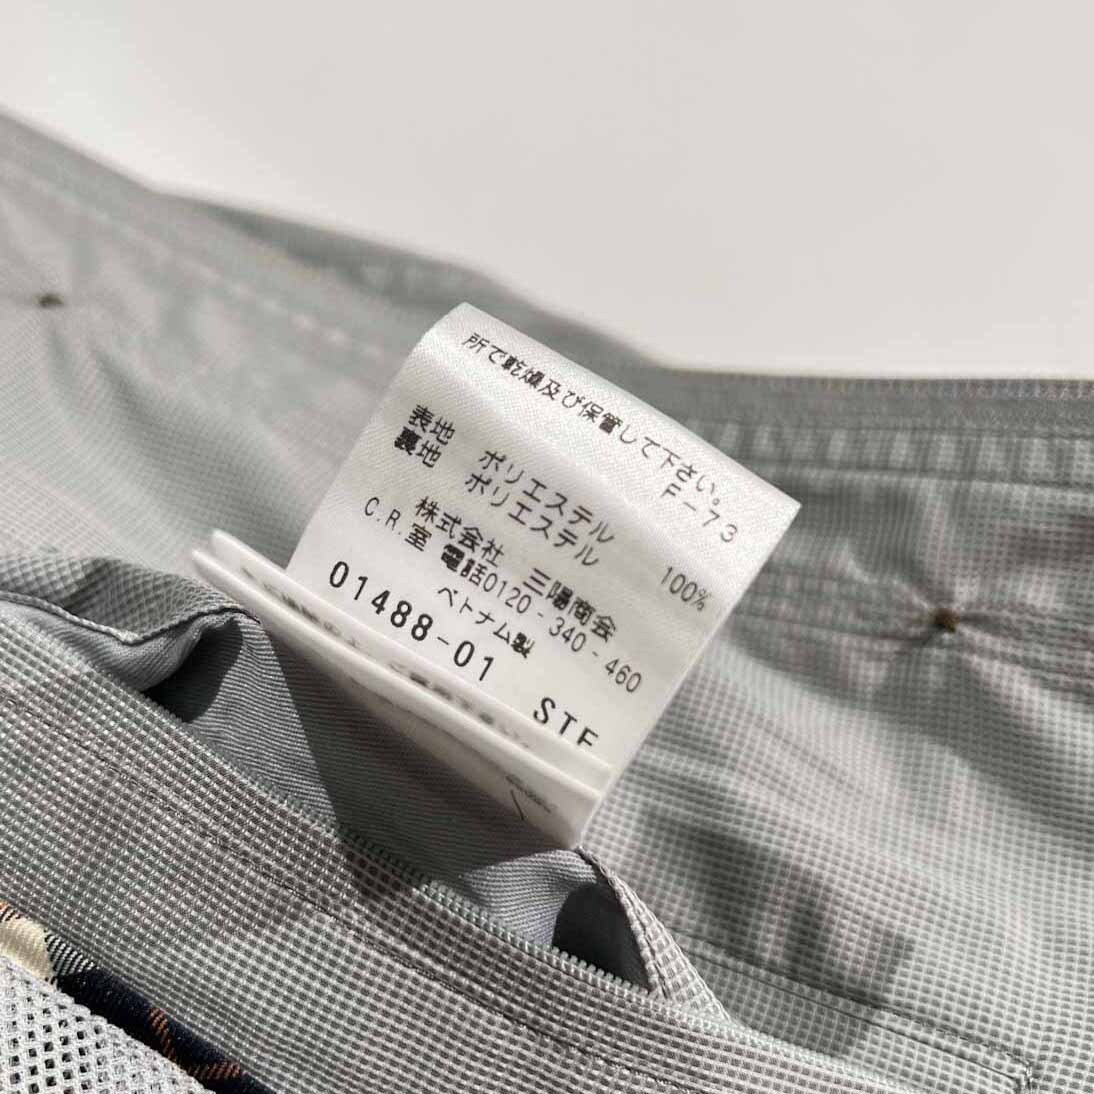 所で乾燥及び保管して下さい。
F-73
表地 ポリエステル
裏地 ポリエステル 100%
株式会社 三陽商会
C.R.室 電話0120-340-460
ベトナム製
01488-01 STF